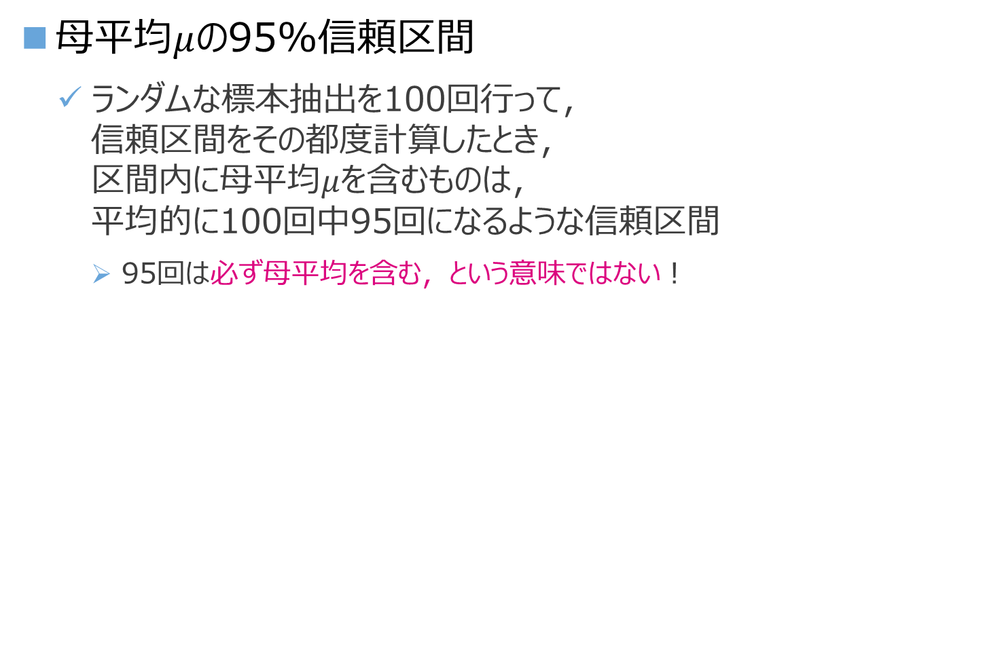 母平均μの95%信頼区間
ランダムな標本抽出を100回行って，
信頼区間をその都度計算したとき，
区間内に母平均μを含むものは，
平均的に100回中95回になるような信頼区間
95回は必ず母平均を含む，という意味ではない！